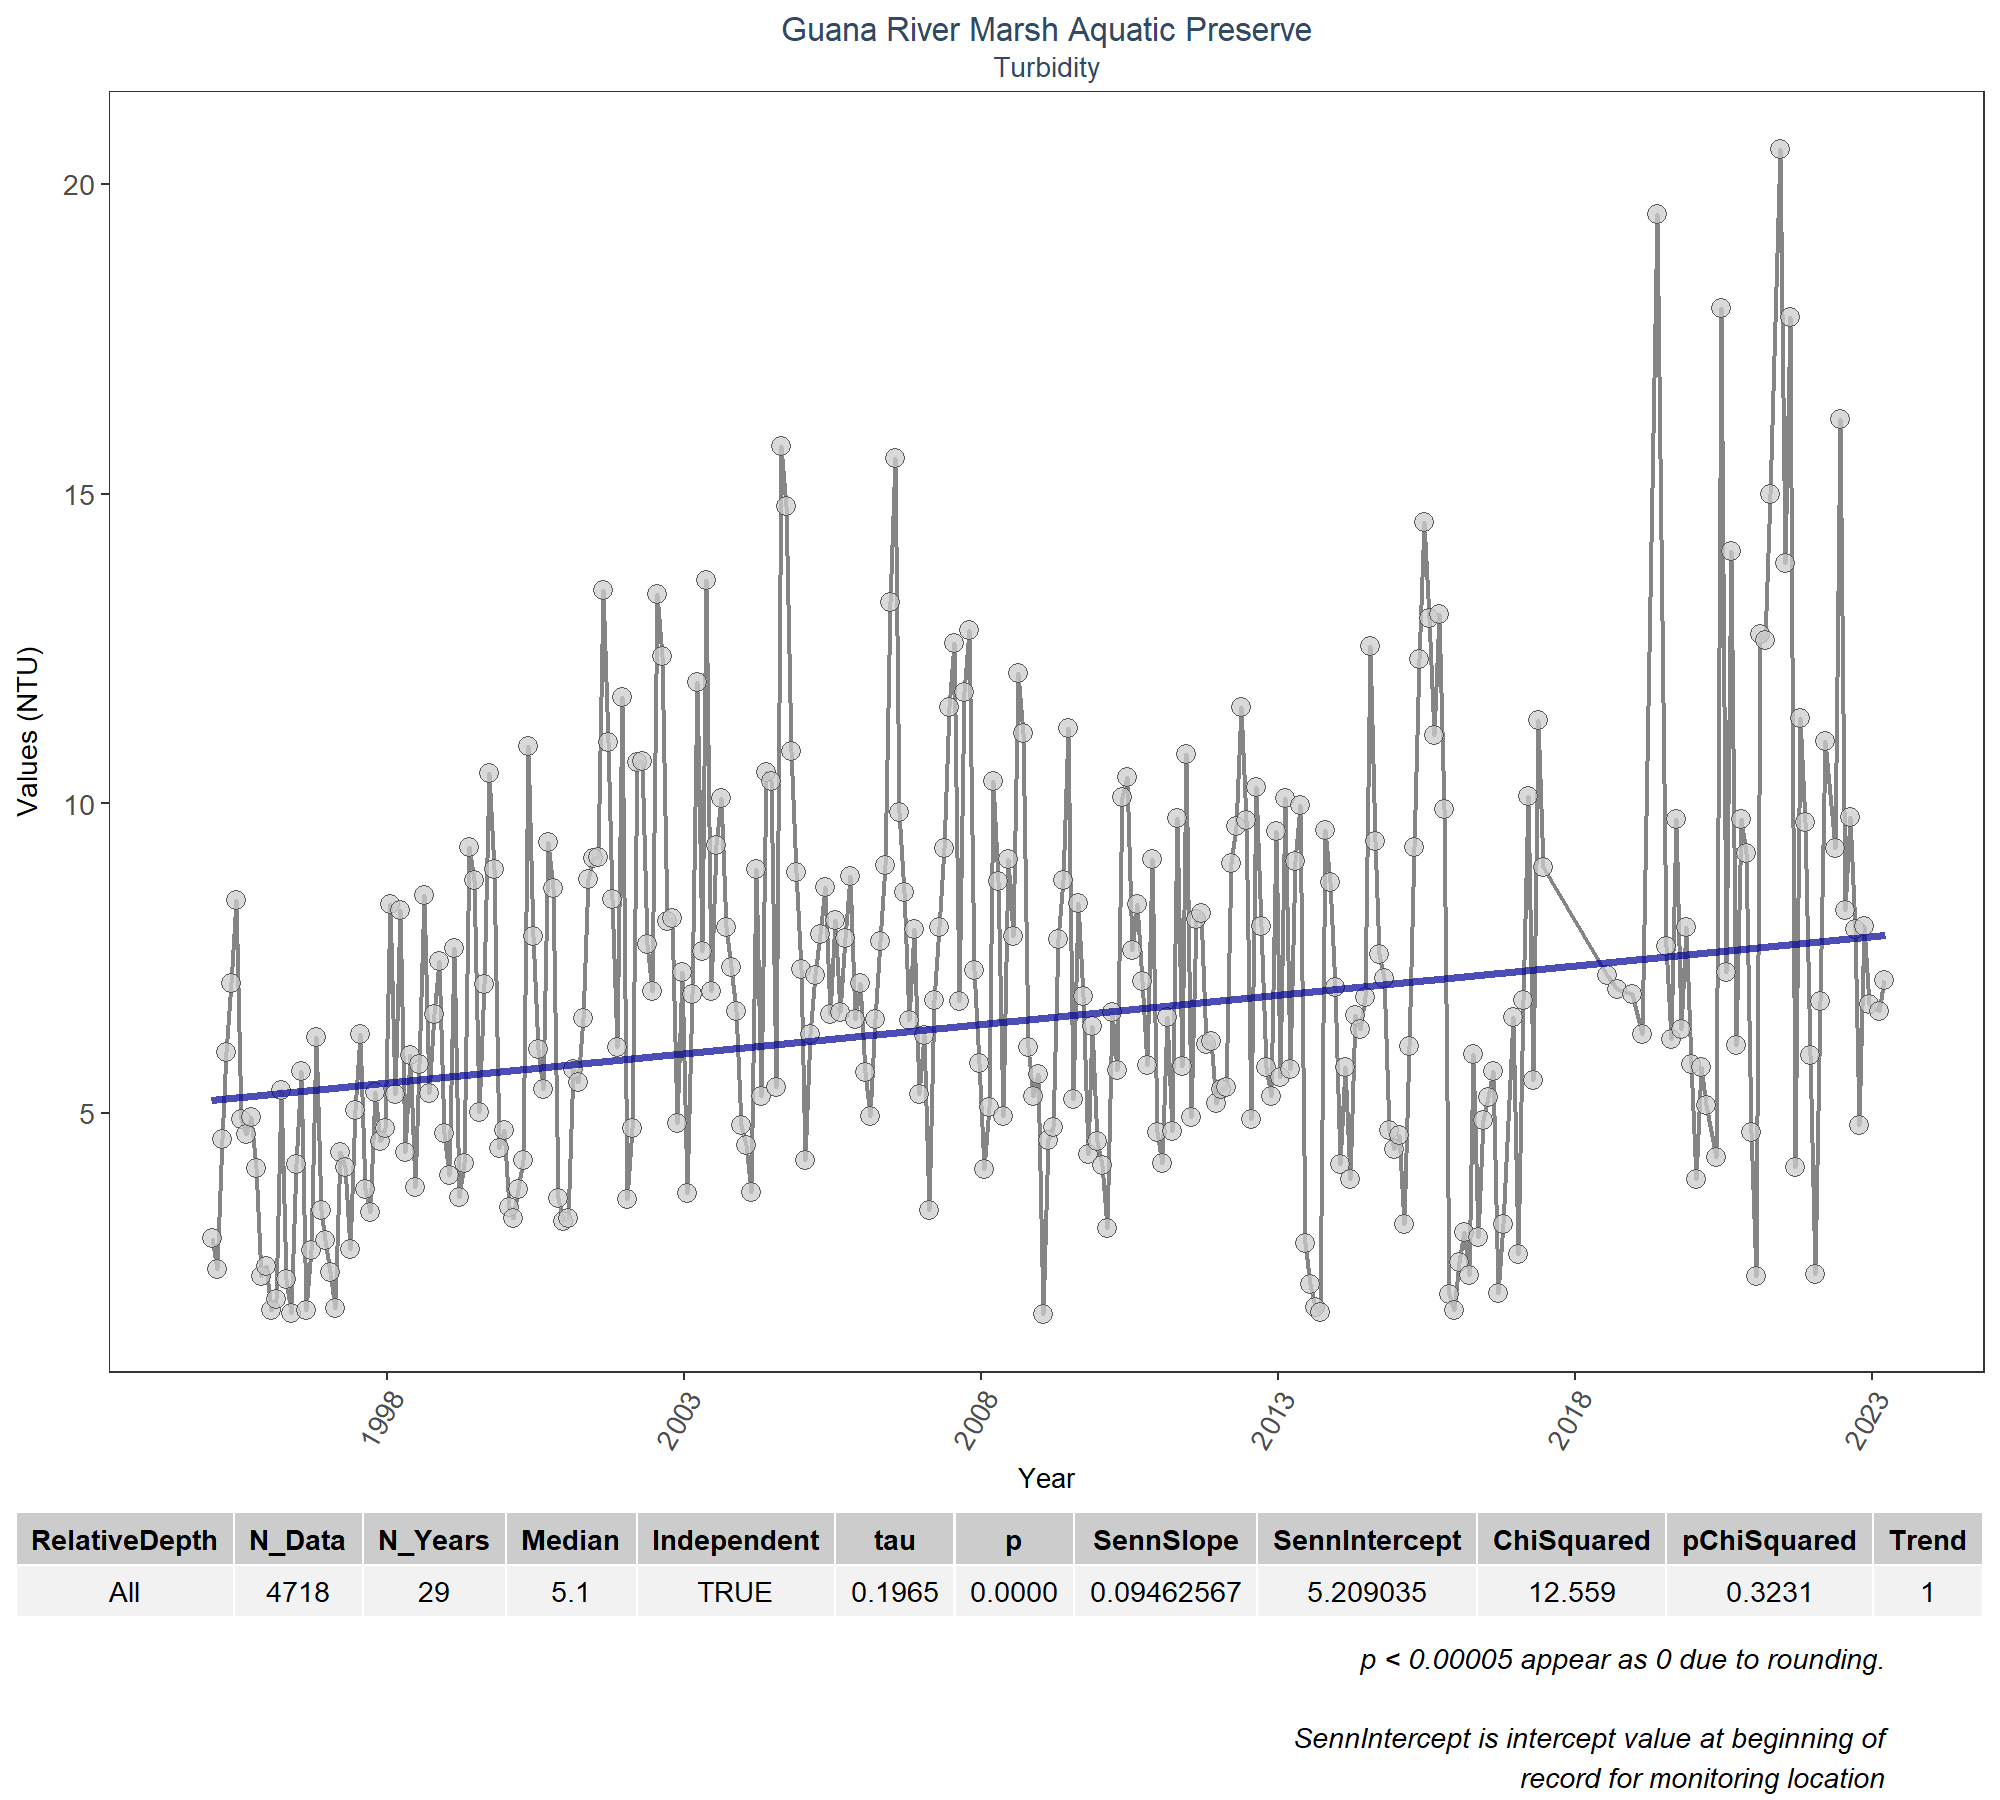 Guana River Marsh Aquatic Preserve
Turbidity
20
15
10
5
Values (NTU)
1998
2003
2008
2013
2018
2023
Year
RelativeDepth N_Data N_Years Median Independent tau p SennSlope SennIntercept ChiSquared pChiSquared Trend
All 4718 29 5.1 TRUE 0.1965 0.0000 0.09462567 5.209035 12.559 0.3231 1
p < 0.00005 appear as 0 due to rounding.
SennIntercept is intercept value at beginning of
record for monitoring location